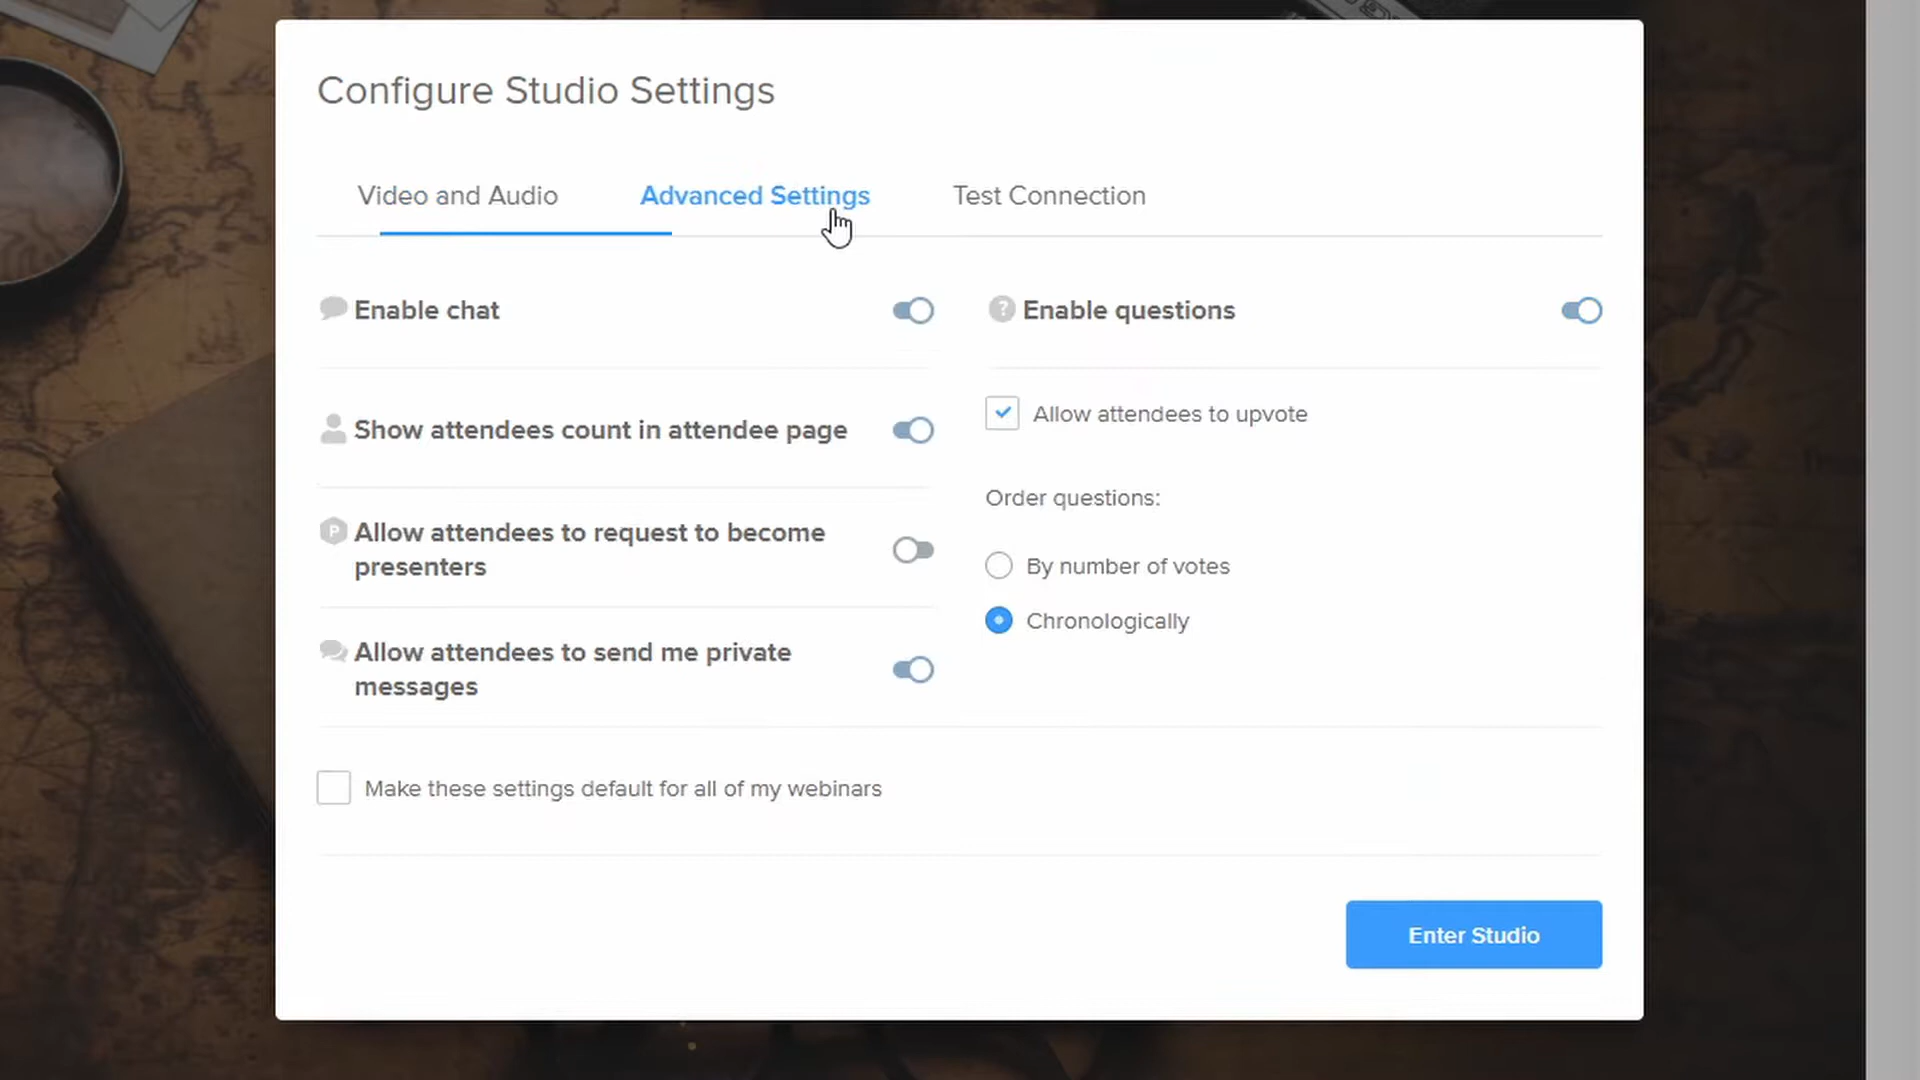 Configure Studio Settings
Video and Audio
Advanced Settings
Test Connection
Enable chat
Show attendees count in attendee page
P
Allow attendees to request to become
presenters
Allow attendees to send me private
messages
?
Enable questions
Allow attendees to upvote
Order questions:
By number of votes
Chronologically
Make these settings default for all of my webinars
Enter Studio